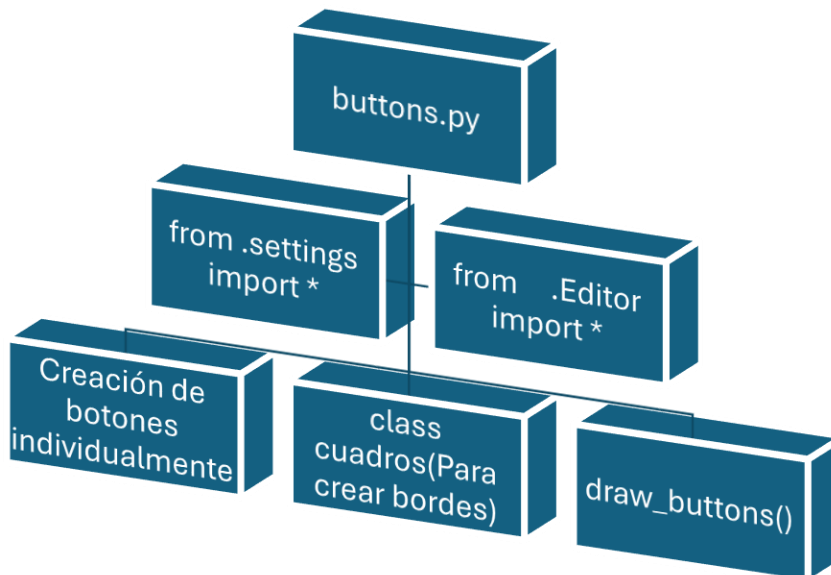 buttons.py
from .settings
import *
from .Editor
import *
Creación de
botones
individualmente
class
cuadros(Para
crear bordes)
draw_buttons()